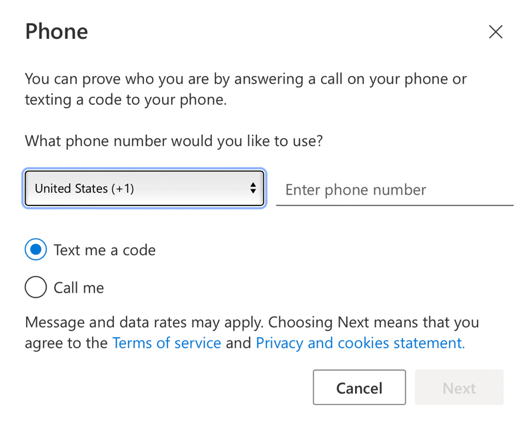 Phone
You can prove who you are by answering a call on your phone or
texting a code to your phone.
What phone number would you like to use?
United States (+1)
Enter phone number
Text me a code
Call me
Message and data rates may apply. Choosing Next means that you
agree to the Terms of service and Privacy and cookies statement.
Cancel
Next